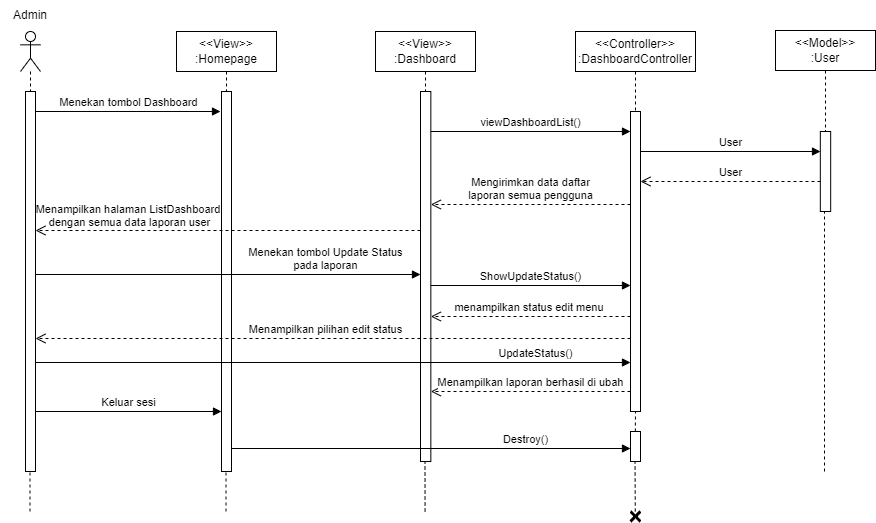 Admin
<<View>>
:Homepage
<<View>>
:Dashboard
<<Controller>>
:DashboardController
<<Model>>
:User
Menekan tombol Dashboard
viewDashboardList()
User
User
Mengirimkan data daftar
laporan semua pengguna
Menampilkan halaman ListDashboard
dengan semua data laporan user
Menekan tombol Update Status
pada laporan
ShowUpdateStatus()
menampilkan status edit menu
Menampilkan pilihan edit status
UpdateStatus()
Menampilkan laporan berhasil di ubah
Keluar sesi
Destroy()